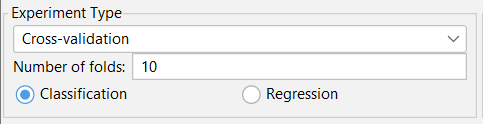 Experiment Type
Cross-validation
Number of folds: 10
Classification Regression